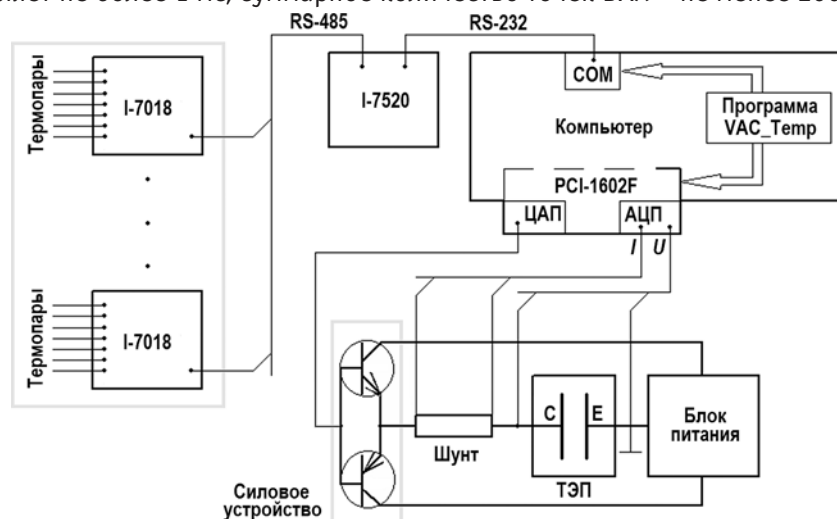 RS-485
RS-232
I-7018
I-7520
COM
Программа
VAC_Temp
Компьютер
Термопары
PCI-1602F
ЦАП
АЦП
I U
I-7018
Термопары
C E
Блок
питания
Шунт
ТЭП
Силовое
устройство